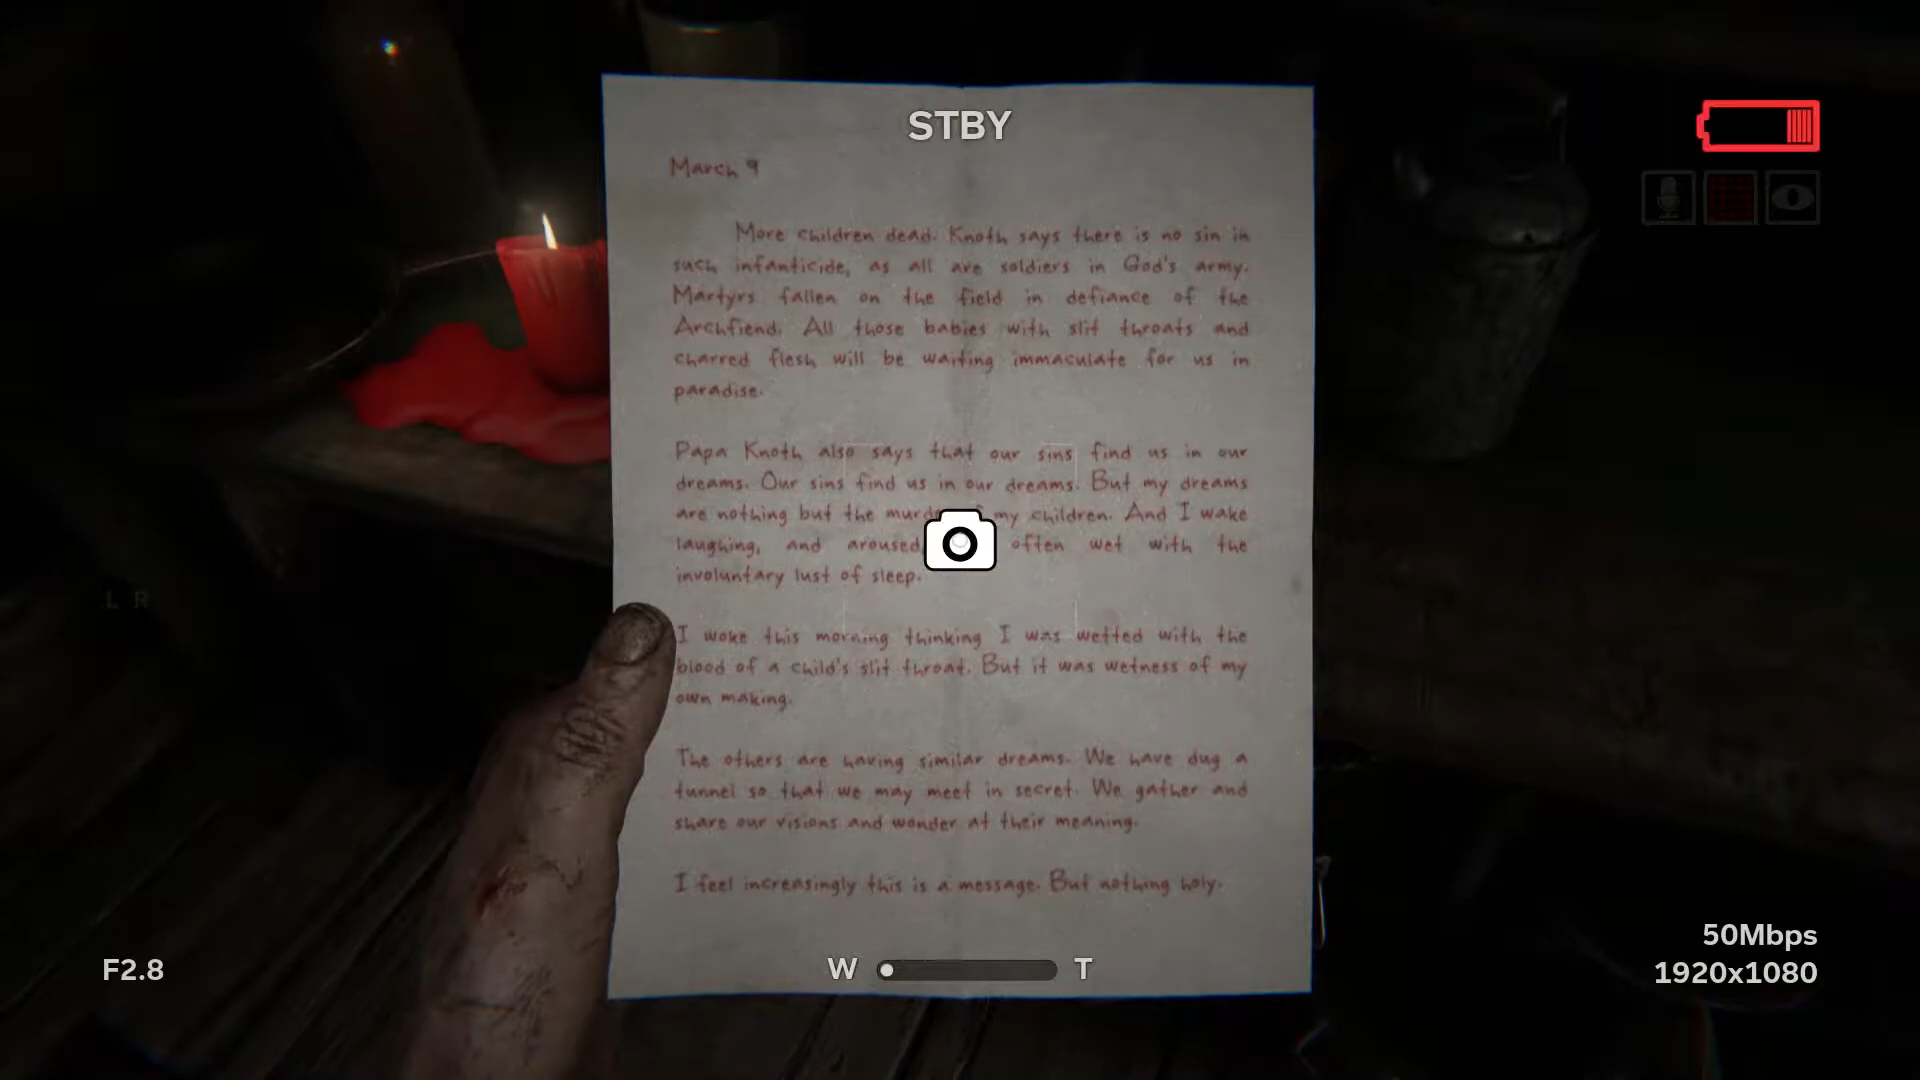 STBY
March 9
More children dead. Knoth says there is no sin in
such infanticide, as all are soldiers in God's army.
Martyrs fallen on the field in defiance of the
Archfiend. All those babies with slit throats and
charred flesh will be waiting immaculate for us in
paradise.
Papa Knoth also says that our sins find us in our
dreams. Our sins find us in our dreams. But my dreams
are nothing but the my children. And I wake
laughing, and aroused often wet with the
involuntary lust of sleep.
I woke this morning thinking I was wetted with the
blood of a child's slit throat. But it was wetness of my
own making.
The others are having similar dreams. We have dug a
tunnel so that we may meet in secret. We gather and
share our visions and wonder at their meaning.
I feel increasingly this is a message. But nothing holy.
L R
F2.8
W T
50Mbps
1920x1080